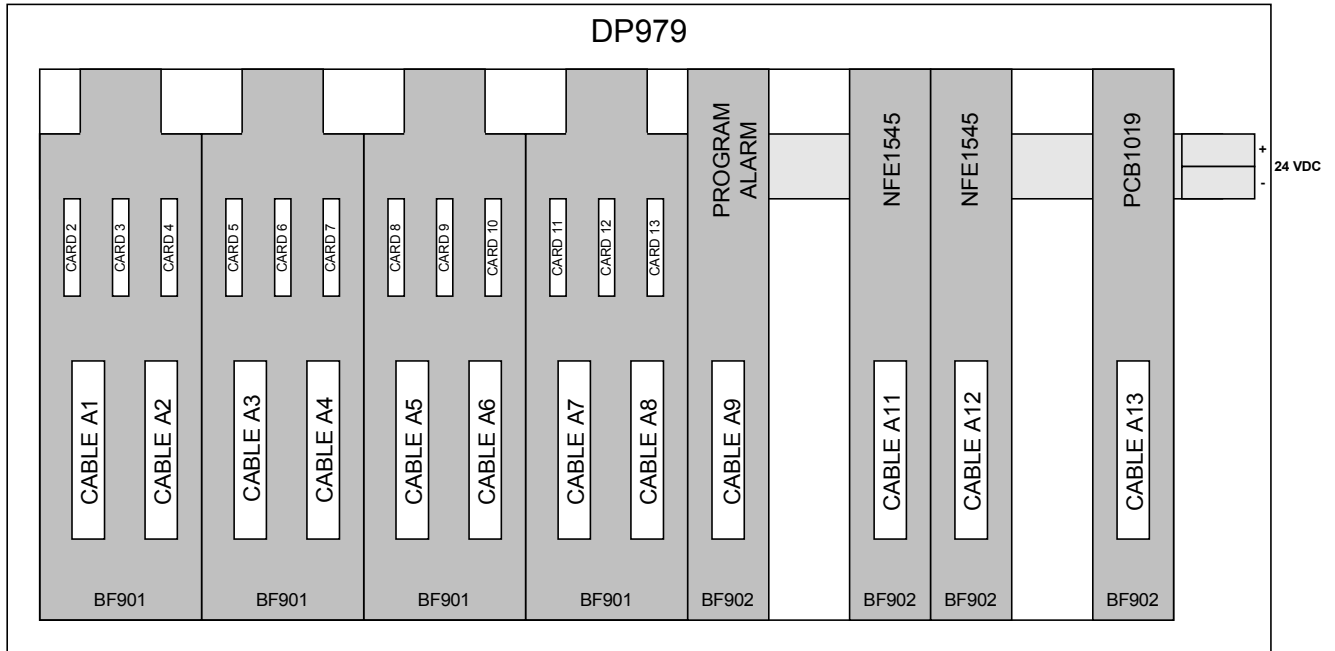 DP979
PROGRAM
ALARM
NFE1545
NFE1545
PCB1019
+
24 VDC
-
CARD 2
CARD 3
CARD 4
CARD 5
CARD 6
CARD 7
CARD 8
CARD 9
CARD 10
CARD 11
CARD 12
CARD 13
CABLE A1
CABLE A2
CABLE A3
CABLE A4
CABLE A5
CABLE A6
CABLE A7
CABLE A8
CABLE A9
CABLE A11
CABLE A12
CABLE A13
BF901
BF901
BF901
BF901
BF902
BF902
BF902
BF902